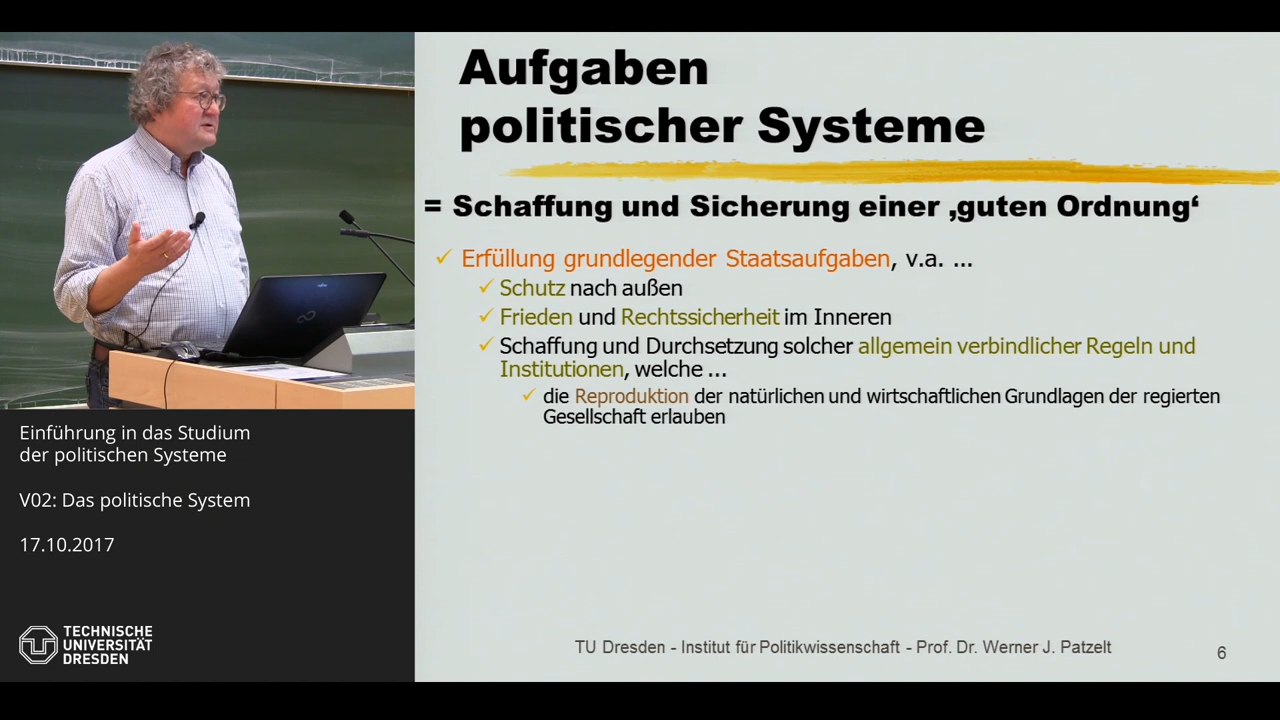 Aufgaben
politischer Systeme
= Schaffung und Sicherung einer ‚guten Ordnung‘
Erfüllung grundlegender Staatsaufgaben, v.a. ...
Schutz nach außen
Frieden und Rechtssicherheit im Inneren
Schaffung und Durchsetzung solcher allgemein verbindlicher Regeln und
Institutionen, welche ...
die Reproduktion der natürlichen und wirtschaftlichen Grundlagen der regierten
Gesellschaft erlauben
TU Dresden - Institut für Politikwissenschaft - Prof. Dr. Werner J. Patzelt
6
Einführung in das Studium
der politischen Systeme
V02: Das politische System
17.10.2017
TECHNISCHE
UNIVERSITÄT
DRESDEN